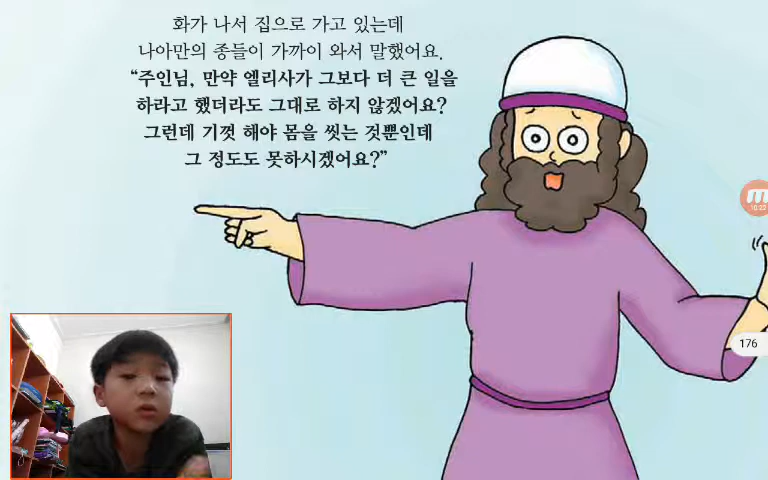 화가 나서 집으로 가고 있는데
나아만의 종들이 가까이 와서 말했어요.
“주인님, 만약 엘리사가 그보다 더 큰 일을
하라고 했더라도 그대로 하지 않겠어요?
그런데 기껏 해야 몸을 씻는 것뿐인데
그 정도도 못하시겠어요?”
10:22
176